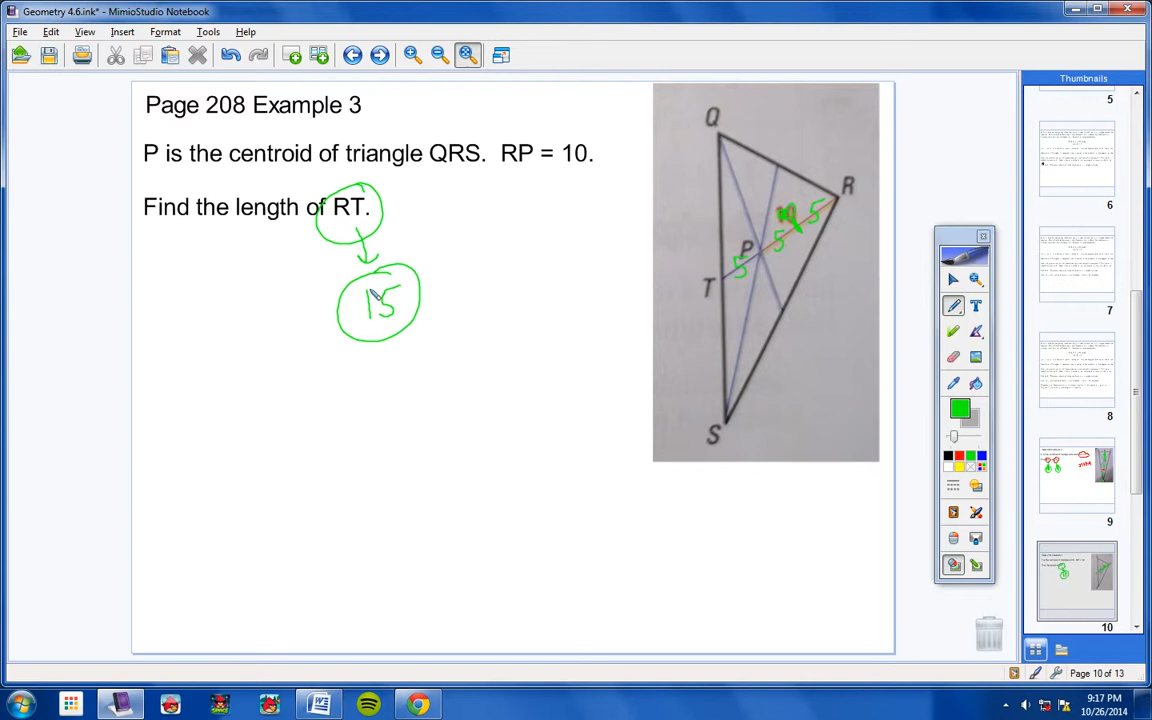 Geometry 4.6.ink* - MimioStudio Notebook
File Edit View Insert Format Tools Help
Page 208 Example 3
P is the centroid of triangle QRS. RP = 10.
Find the length of RT.
15
Q
R
5
5
P
5
T
S
Thumbnails
5
6
7
8
9
10
T
Page 10 of 13
9:17 PM
10/26/2014